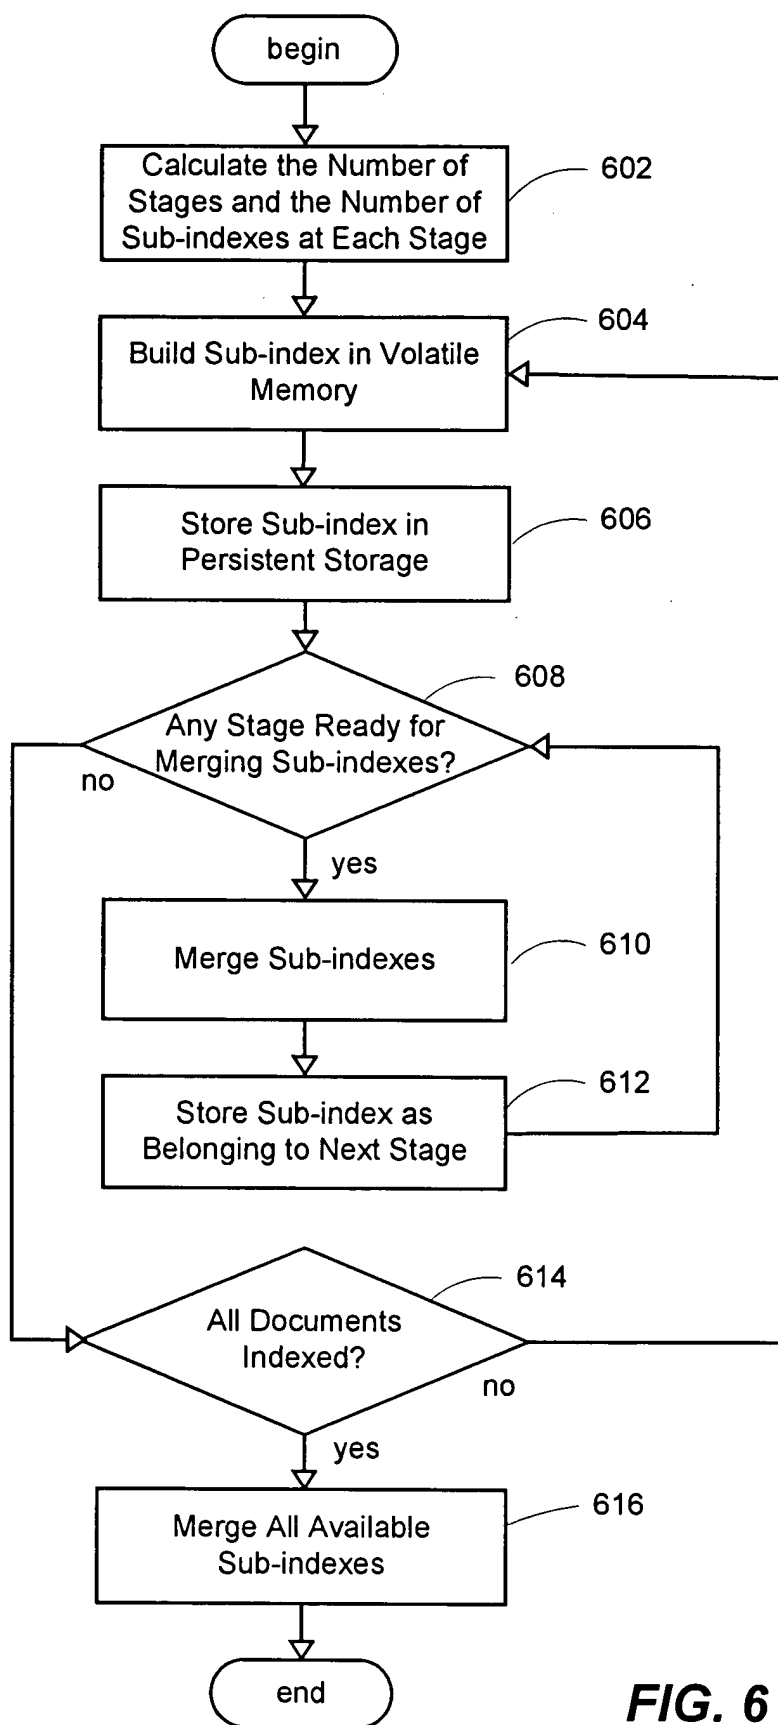 begin
Calculate the Number of
Stages and the Number of
Sub-indexes at Each Stage
602
Build Sub-index in Volatile
Memory
604
Store Sub-index in
Persistent Storage
606
Any Stage Ready for
Merging Sub-indexes?
608
no
yes
Merge Sub-indexes
610
Store Sub-index as
Belonging to Next Stage
612
All Documents
Indexed?
614
no
yes
Merge All Available
Sub-indexes
616
end
FIG. 6